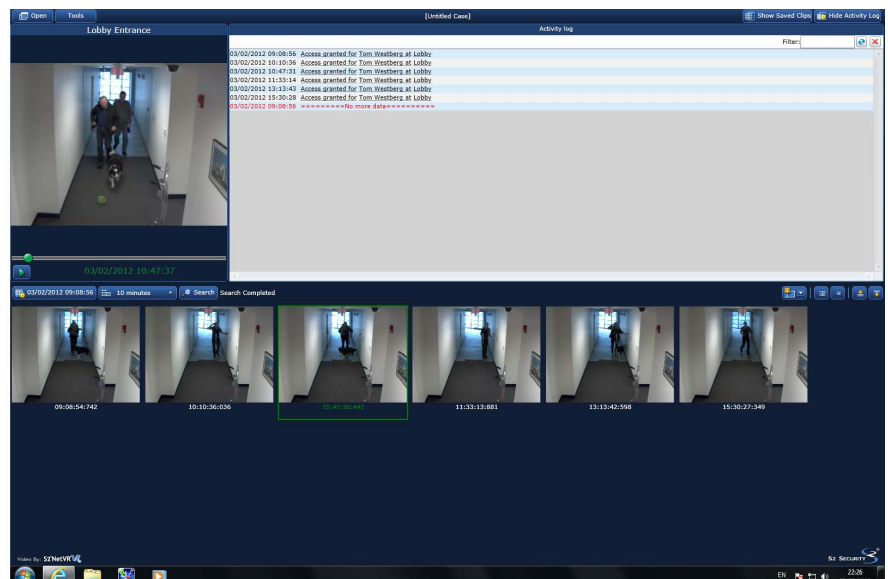 Open Tools [Untitled Case] Show Saved Clips Hide Activity Log
Lobby Entrance
Activity log
Filter:
03/02/2012 09:08:56 Access granted for Tom Westberg at Lobby
03/02/2012 10:10:36 Access granted for Tom Westberg at Lobby
03/02/2012 10:47:31 Access granted for Tom Westberg at Lobby
03/02/2012 11:33:14 Access granted for Tom Westberg at Lobby
03/02/2012 13:13:43 Access granted for Tom Westberg at Lobby
03/02/2012 15:30:28 Access granted for Tom Westberg at Lobby
03/02/2012 09:08:56 =========No more data==========
03/02/2012 10:47:37
03/02/2012 09:08:56 10 minutes Search Search Completed
09:08:54:742 10:10:36:036 10:47:30:441 11:33:13:881 13:13:42:598 15:30:27:349
Video By: S2 NetVR
S2 SECURITY
EN 22:26